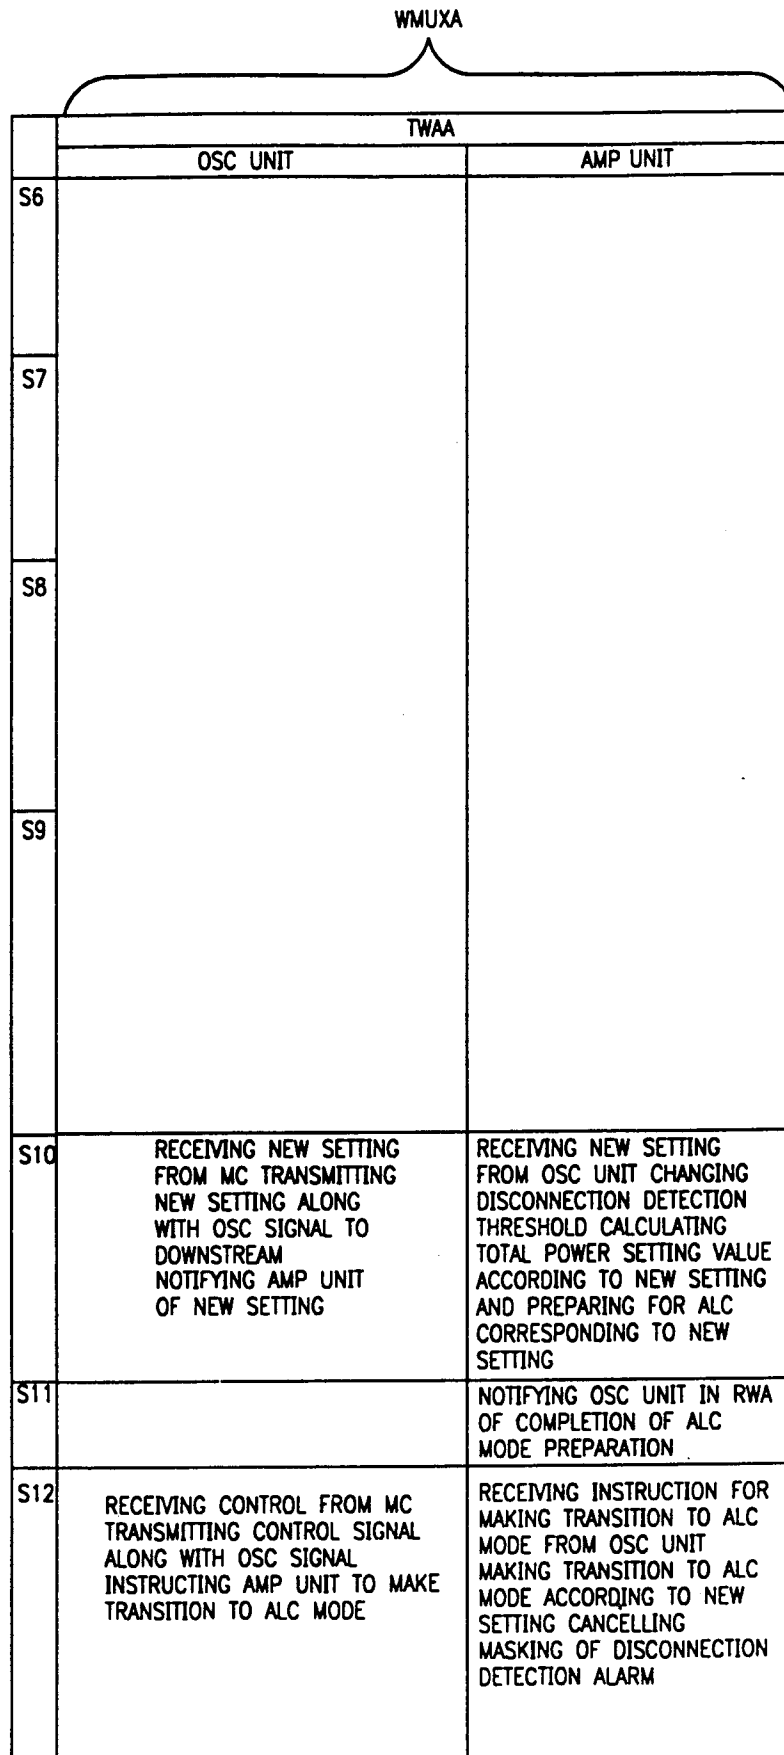 WMUXA
TWAA
OSC UNIT
AMP UNIT
S6
S7
S8
S9
S10
RECEIVING NEW SETTING
FROM MC TRANSMITTING
NEW SETTING ALONG
WITH OSC SIGNAL TO
DOWNSTREAM
NOTIFYING AMP UNIT
OF NEW SETTING
RECEIVING NEW SETTING
FROM OSC UNIT CHANGING
DISCONNECTION DETECTION
THRESHOLD CALCULATING
TOTAL POWER SETTING VALUE
ACCORDING TO NEW SETTING
AND PREPARING FOR ALC
CORRESPONDING TO NEW
SETTING
S11
NOTIFYING OSC UNIT IN RWA
OF COMPLETION OF ALC
MODE PREPARATION
S12
RECEIVING CONTROL FROM MC
TRANSMITTING CONTROL SIGNAL
ALONG WITH OSC SIGNAL
INSTRUCTING AMP UNIT TO MAKE
TRANSITION TO ALC MODE
RECEIVING INSTRUCTION FOR
MAKING TRANSITION TO ALC
MODE FROM OSC UNIT
MAKING TRANSITION TO ALC
MODE ACCORDING TO NEW
SETTING CANCELLING
MASKING OF DISCONNECTION
DETECTION ALARM